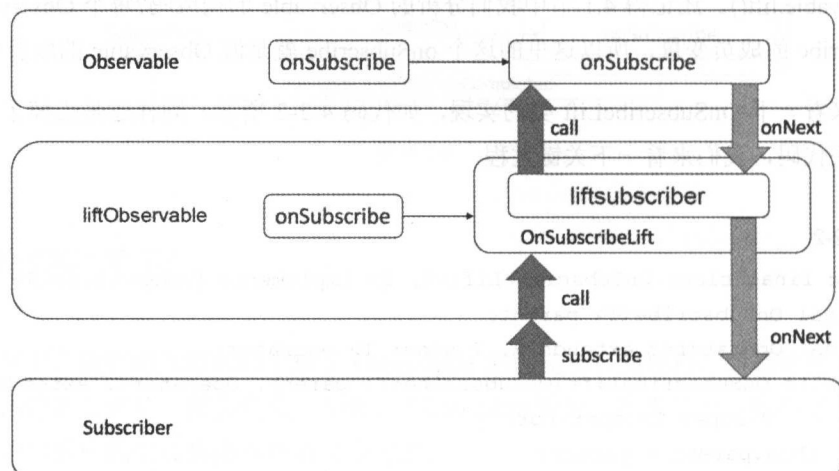 Observable
onSubscribe
onSubscribe
call
onNext
liftObservable
onSubscribe
liftsubscriber
OnSubscribeLift
call
subscribe
onNext
Subscriber